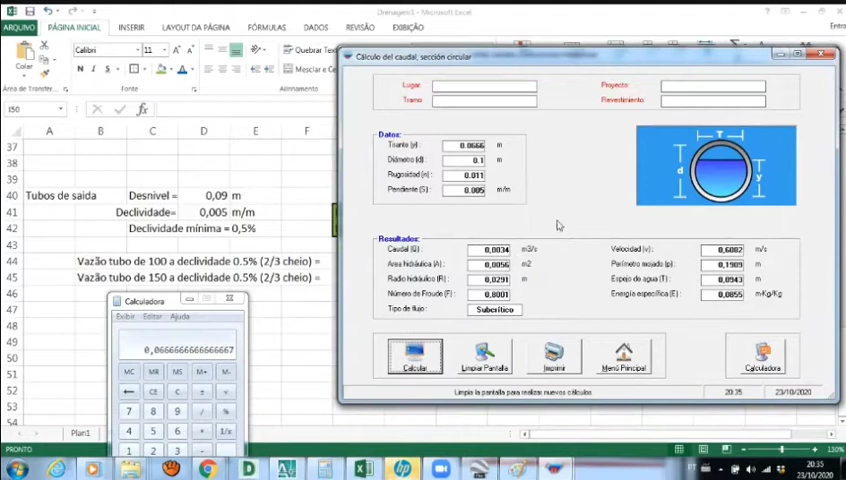 Drenagem1 - Microsoft Excel
Entrar
ARQUIVO PÁGINA INICIAL INSERIR LAYOUT DA PÁGINA FÓRMULAS DADOS REVISÃO EXIBIÇÃO
Calibri 11
Quebrar Texto
N I S
Mesclar e C
Colar
Área de Transfer... Fonte Alinhamento
I50 fx
A B C D E F
37
38
39
40 Tubos de saida Desnivel = 0,09 m
41 Declividade= 0,005 m/m
42 Declividade mínima = 0,5%
43
44 Vazão tubo de 100 a declividade 0.5% (2/3 cheio) =
45 Vazão tubo de 150 a declividade 0.5% (2/3 cheio) =
46
47
48
49
50
51
52
53
54
Calculadora
Exibir Editar Ajuda
0,0666666666666667
MC MR MS M+ M-
← CE C ± √
7 8 9 / %
4 5 6 * 1/x
1 2 3 -
Cálculo del caudal, sección circular
Lugar: Proyecto:
Tramo: Revestimiento:
Datos:
Tirante (y): 0.0666 m
Diámetro (d): 0.1 m
Rugosidad (n): 0.011
Pendiente (S): 0.005 m/m
T
d y
Resultados:
Caudal (Q): 0,0034 m3/s Velocidad (v): 0,6082 m/s
Area hidráulica (A): 0,0056 m2 Perímetro mojado (p): 0,1909 m
Radio hidráulico (R): 0,0291 m Espejo de agua (T): 0,0943 m
Número de Froude (F): 0,8001 Energía específica (E): 0,0855 m-Kg/Kg
Tipo de flujo: Subcrítico
Calcular Limpiar Pantalla Imprimir Menú Principal Calculadora
Limpia la pantalla para realizar nuevos cálculos 20:35 23/10/2020
Plan1
PRONTO 130%
PT 20:35
23/10/2020